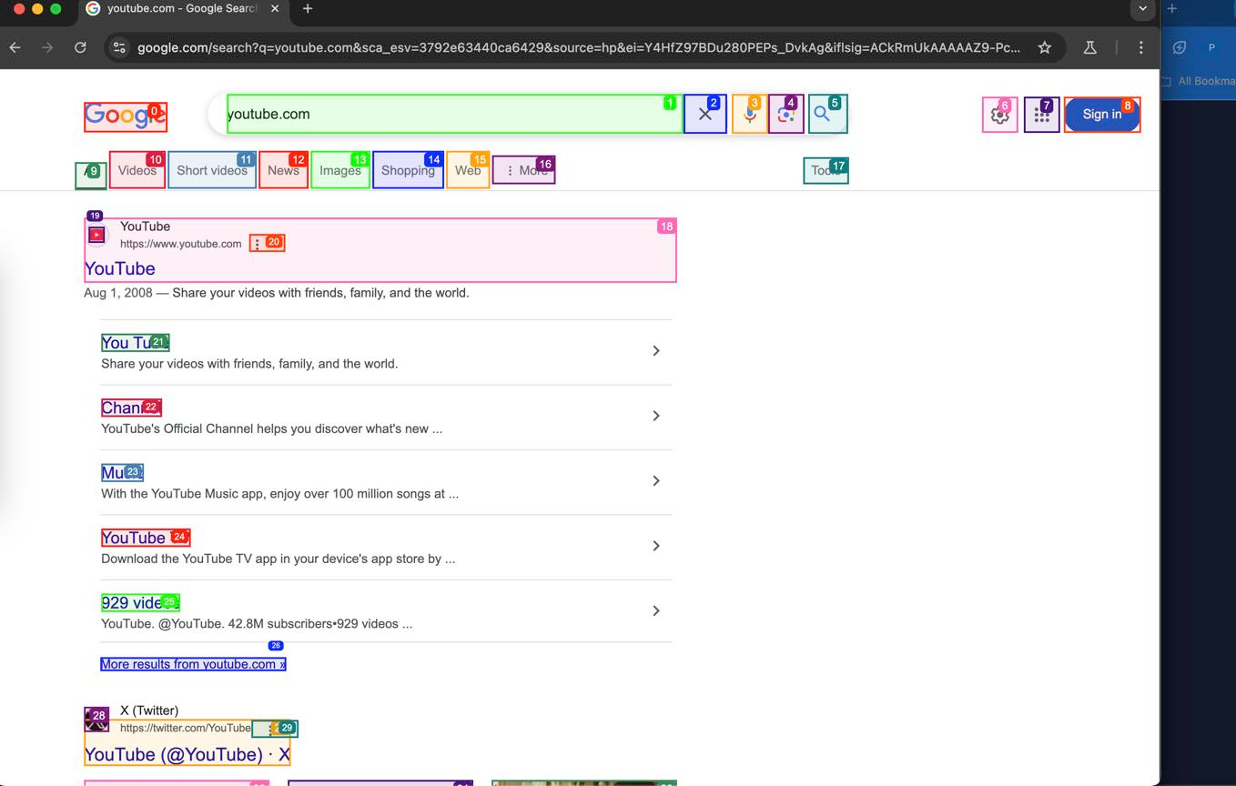 youtube.com - Google Searc
google.com/search?q=youtube.com&sca_esv=3792e63440ca6429&source=hp&ei=Y4HfZ97BDu280PEPs_DvkAg&iflsig=ACkRmUkAAAAAZ9-Pc...
P
All Bookma
Google 0
youtube.com 1 2 3 4 5 6 7 Sign in 8
9 Videos 10 Short videos 11 News 12 Images 13 Shopping 14 Web 15 More 16 Tools 17
18
19 YouTube
https://www.youtube.com 20
YouTube
Aug 1, 2008 — Share your videos with friends, family, and the world.
You Tu 21
Share your videos with friends, family, and the world.
Chan 22
YouTube's Official Channel helps you discover what's new ...
Mu 23
With the YouTube Music app, enjoy over 100 million songs at ...
YouTube 24
Download the YouTube TV app in your device's app store by ...
929 vide 25
YouTube. @YouTube. 42.8M subscribers•929 videos ...
26
More results from youtube.com »
28 X (Twitter)
https://twitter.com/YouTube 29
YouTube (@YouTube) · X